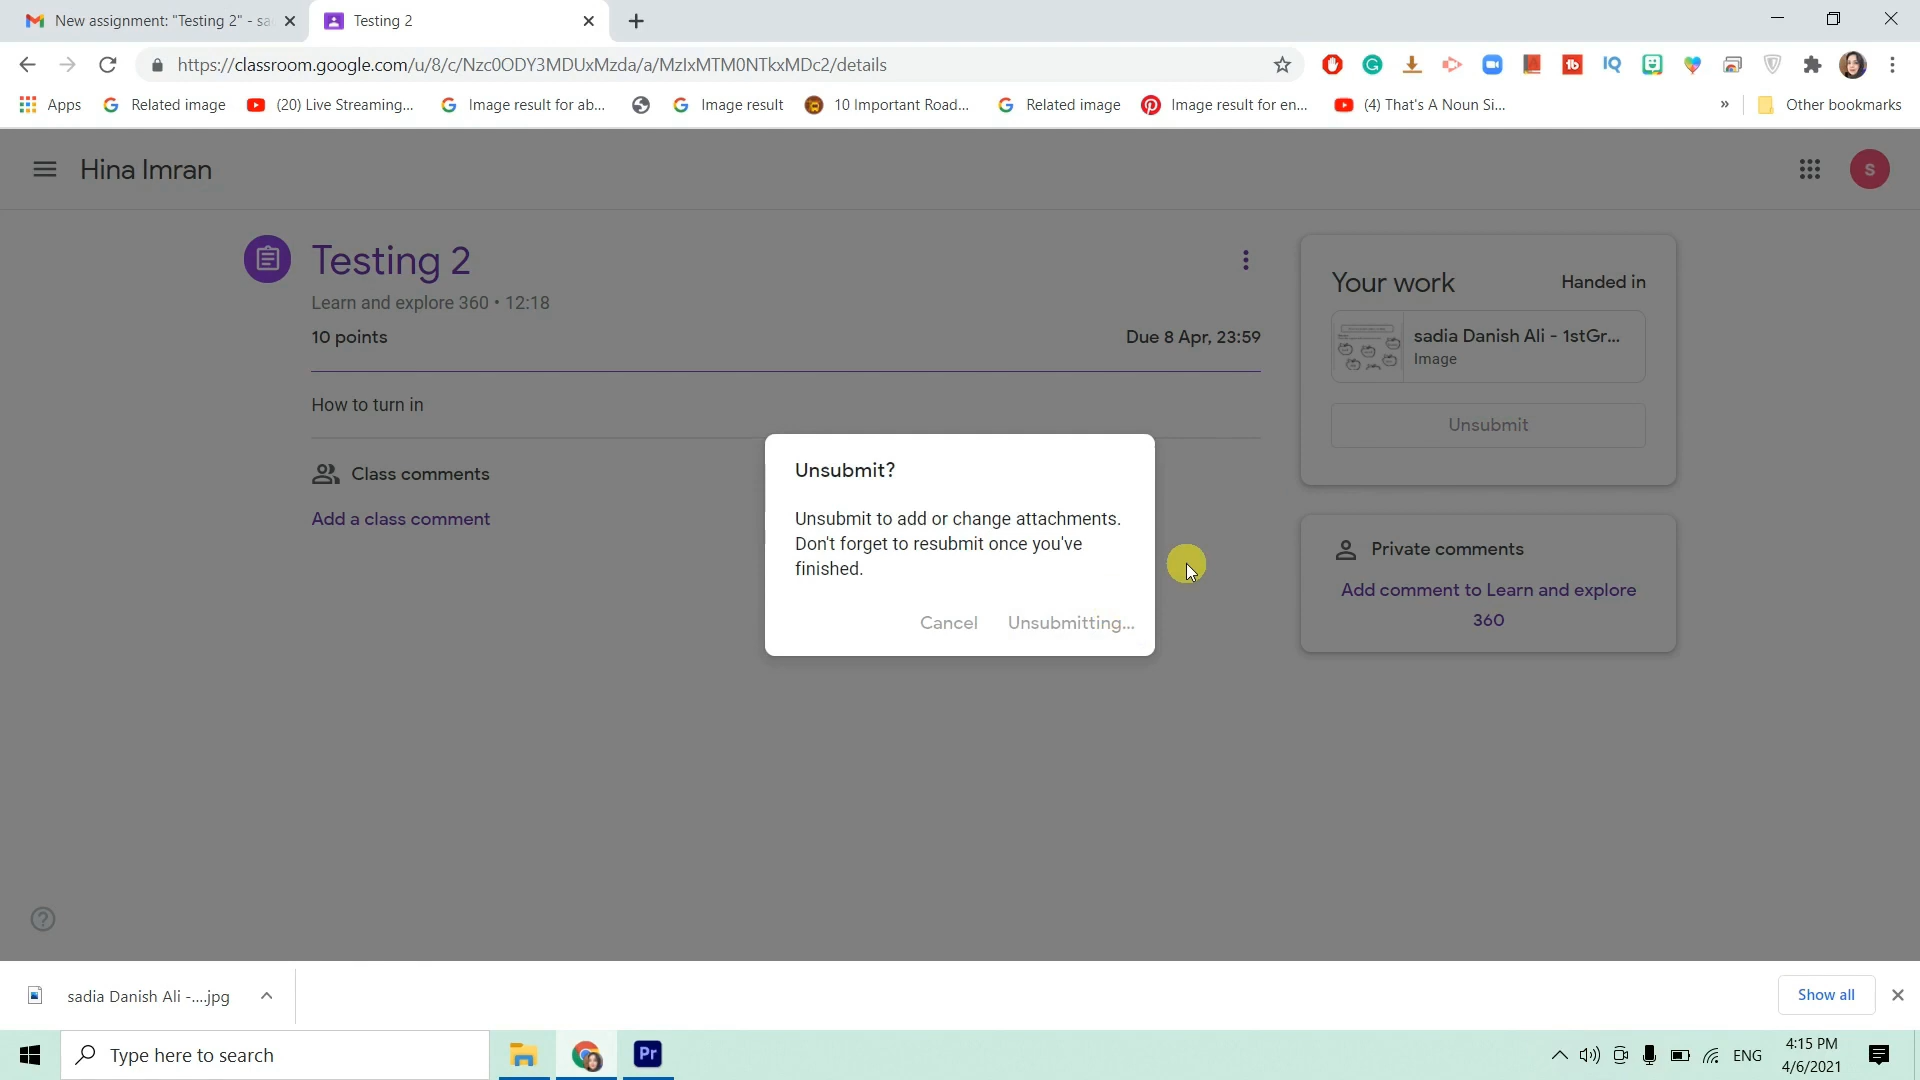 New assignment: "Testing 2" - sa
Testing 2
https://classroom.google.com/u/8/c/Nzc0ODY3MDUxMzda/a/MzIxMTM0NTkxMDc2/details
Apps
Related image
(20) Live Streaming...
Image result for ab...
Image result
10 Important Road...
Related image
Image result for en...
(4) That's A Noun Si...
»
Other bookmarks
Hina Imran
S
Testing 2
Learn and explore 360 • 12:18
10 points
Due 8 Apr, 23:59
How to turn in
Class comments
Add a class comment
Your work
Handed in
sadia Danish Ali - 1stGr...
Image
Unsubmit
Private comments
Add comment to Learn and explore
360
Unsubmit?
Unsubmit to add or change attachments.
Don't forget to resubmit once you've
finished.
Cancel
Unsubmitting...
sadia Danish Ali -....jpg
Show all
Type here to search
Pr
ENG
4:15 PM
4/6/2021